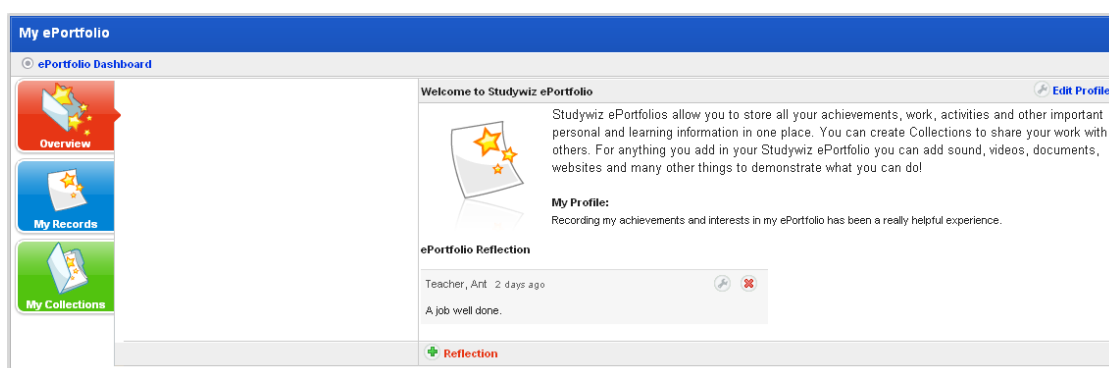 My ePortfolio
ePortfolio Dashboard
Overview
My Records
My Collections
Welcome to Studywiz ePortfolio
Edit Profile
Studywiz ePortfolios allow you to store all your achievements, work, activities and other important
personal and learning information in one place. You can create Collections to share your work with
others. For anything you add in your Studywiz ePortfolio you can add sound, videos, documents,
websites and many other things to demonstrate what you can do!
My Profile:
Recording my achievements and interests in my ePortfolio has been a really helpful experience.
ePortfolio Reflection
Teacher, Ant 2 days ago
A job well done.
Reflection